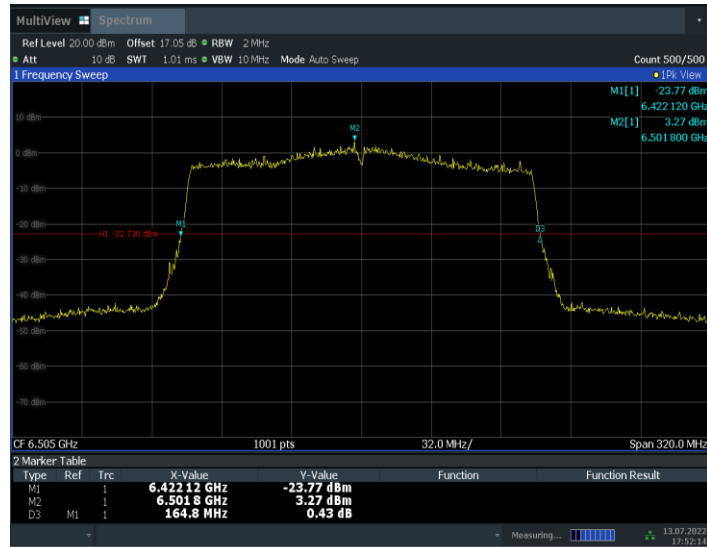 MultiView Spectrum
Ref Level 20.00 dBm Offset 17.05 dB RBW 2 MHz
Att 10 dB SWT 1.01 ms VBW 10 MHz Mode Auto Sweep Count 500/500
1 Frequency Sweep 1Pk View
M1[1] -23.77 dBm
6.422 120 GHz
M2[1] 3.27 dBm
6.501 800 GHz
10 dBm
M2
0 dBm
-10 dBm
-20 dBm
M1
D3
H1 -22.730 dBm
-30 dBm
-40 dBm
-50 dBm
-60 dBm
-70 dBm
CF 6.505 GHz 1001 pts 32.0 MHz/ Span 320.0 MHz
2 Marker Table
Type Ref Trc X-Value Y-Value Function Function Result
M1 1 6.42212 GHz -23.77 dBm
M2 1 6.5018 GHz 3.27 dBm
D3 M1 1 164.8 MHz 0.43 dB
Measuring... 13.07.2022
17:52:14